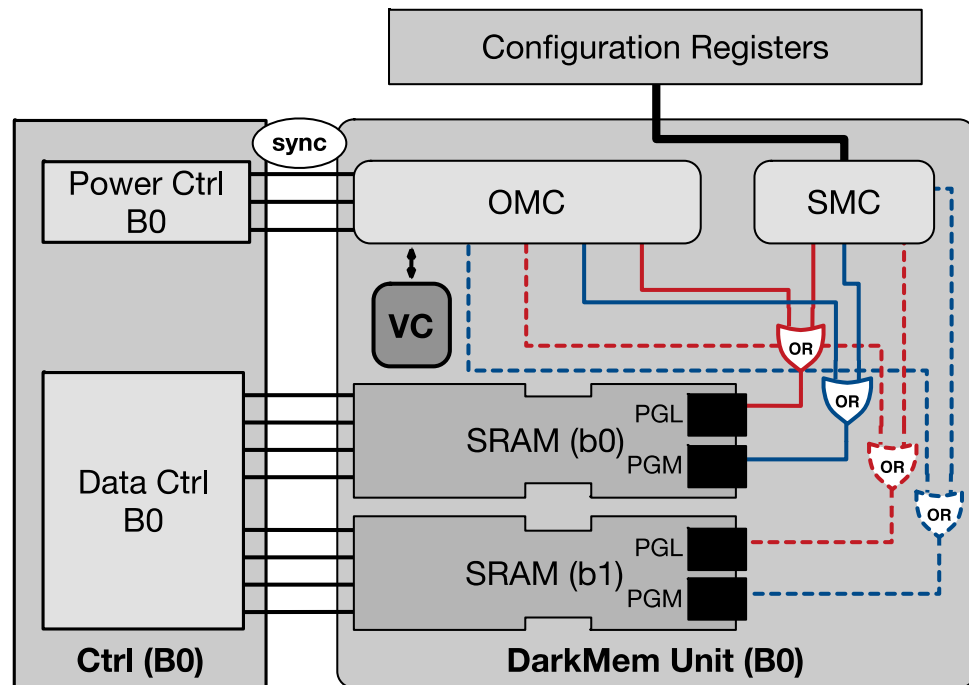 Configuration Registers
sync
Power Ctrl
B0
OMC
SMC
VC
OR
OR
OR
OR
Data Ctrl
B0
SRAM (b0)
PGL
PGM
SRAM (b1)
PGL
PGM
Ctrl (B0)
DarkMem Unit (B0)